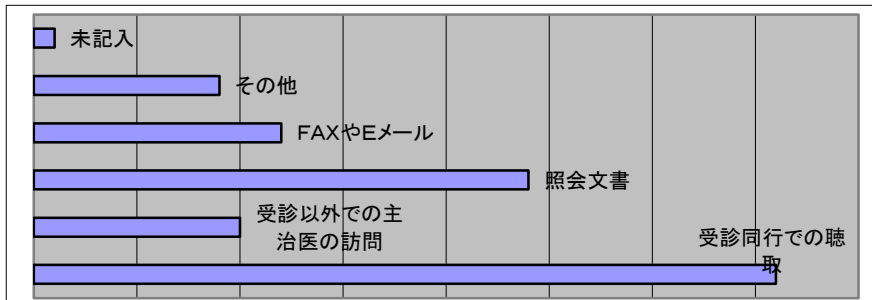 未記入
その他
FAXやEメール
照会文書
受診以外での主
治医の訪問
受診同行での聴
取